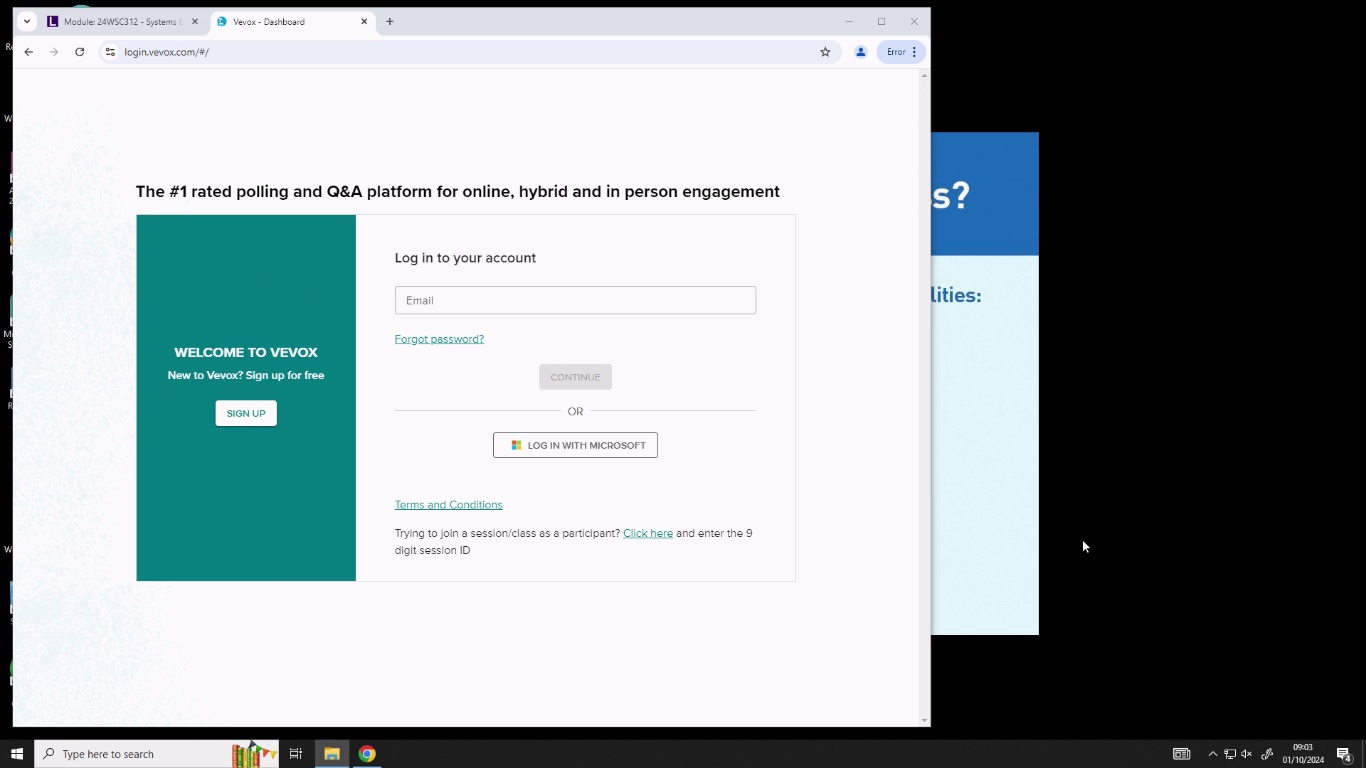 Module: 24WSC312 - Systems
Vevox - Dashboard
login.vevox.com/#/
Error
The #1 rated polling and Q&A platform for online, hybrid and in person engagement
WELCOME TO VEVOX
New to Vevox? Sign up for free
SIGN UP
Log in to your account
Email
Forgot password?
CONTINUE
OR
LOG IN WITH MICROSOFT
Terms and Conditions
Trying to join a session/class as a participant? Click here and enter the 9
digit session ID
s?
lities:
Type here to search
09:03
01/10/2024
4